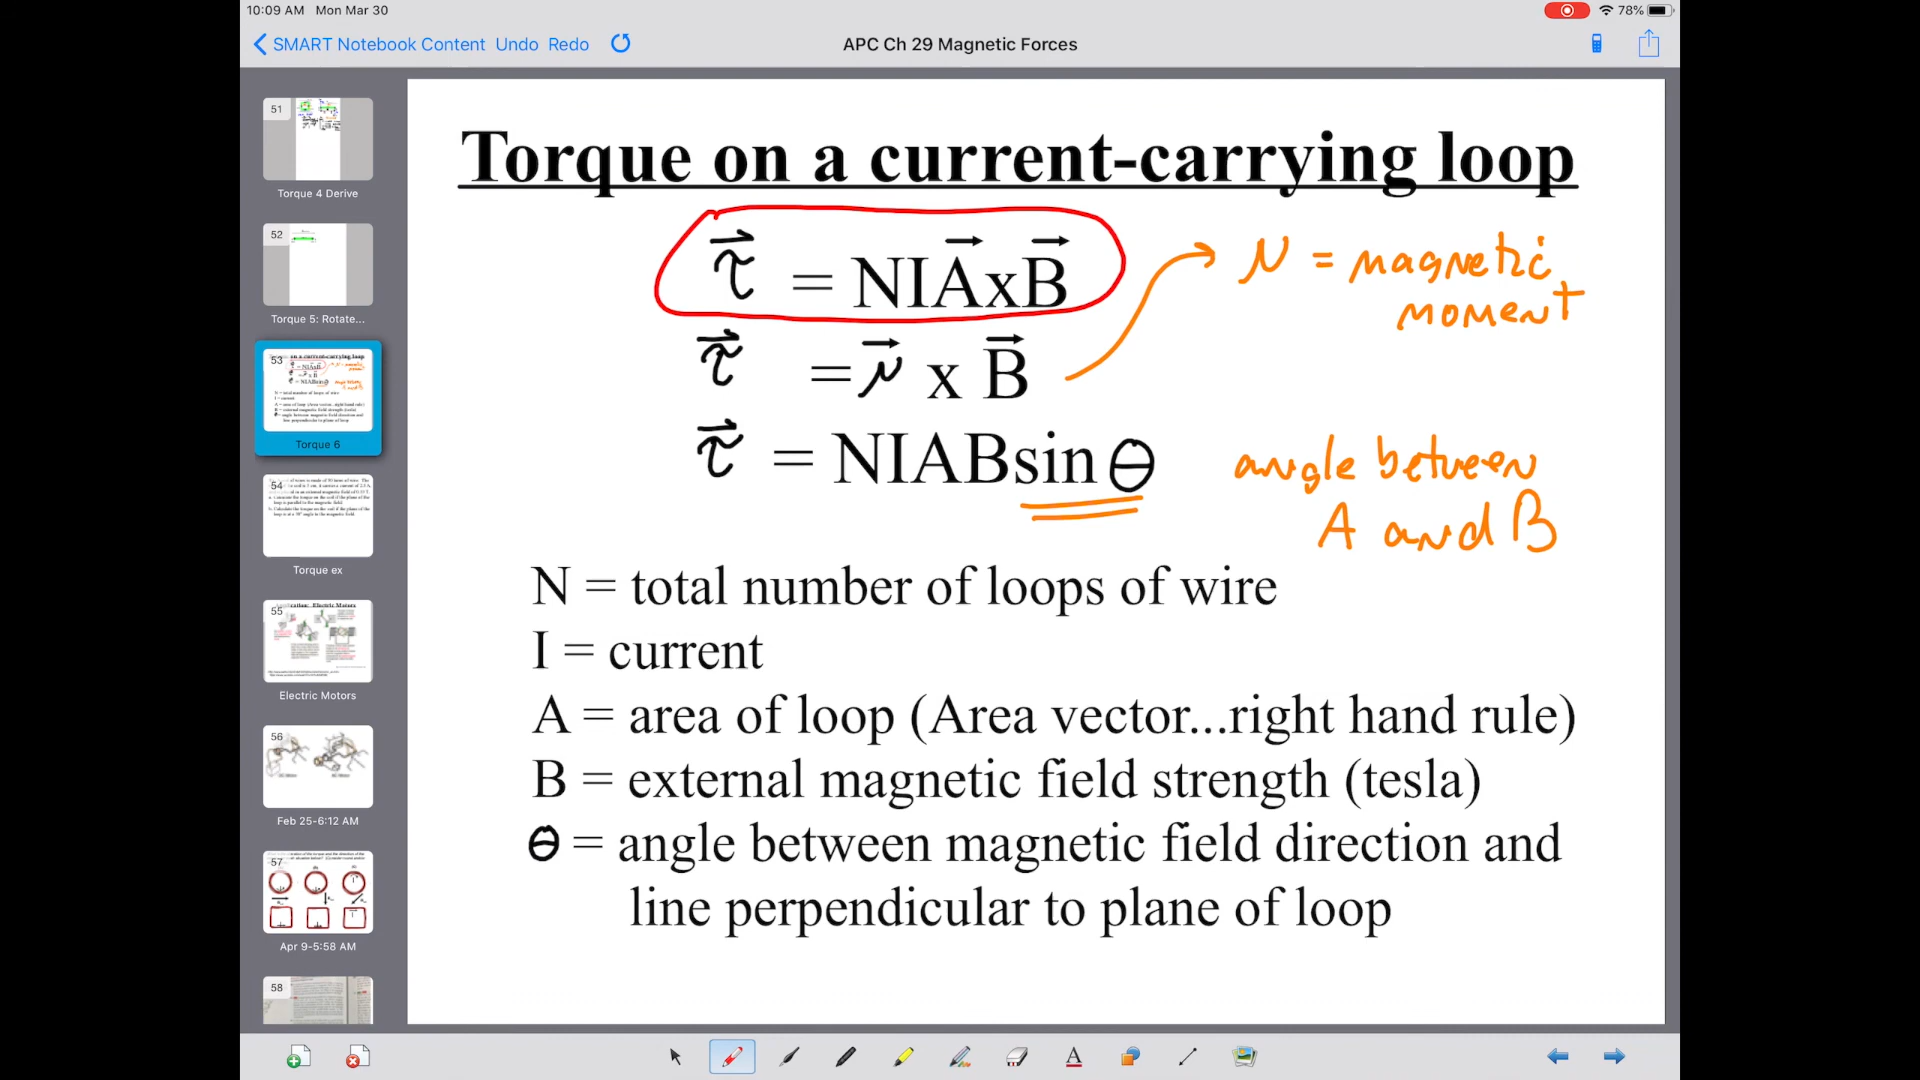 10:09 AM Mon Mar 30
78%
SMART Notebook Content Undo Redo
APC Ch 29 Magnetic Forces
51
Torque 4 Derive
52
Torque 5: Rotate...
53
Torque 6
54
Torque ex
55
Electric Motors
56
Feb 25-6:12 AM
57
Apr 9-5:58 AM
58
Torque on a current-carrying loop
τ⃗ = NIA⃗xB⃗
μ = magnetic
moment
τ⃗ = μ⃗ x B⃗
τ⃗ = NIABsin θ
angle between
A and B
N = total number of loops of wire
I = current
A = area of loop (Area vector...right hand rule)
B = external magnetic field strength (tesla)
θ = angle between magnetic field direction and
line perpendicular to plane of loop
A